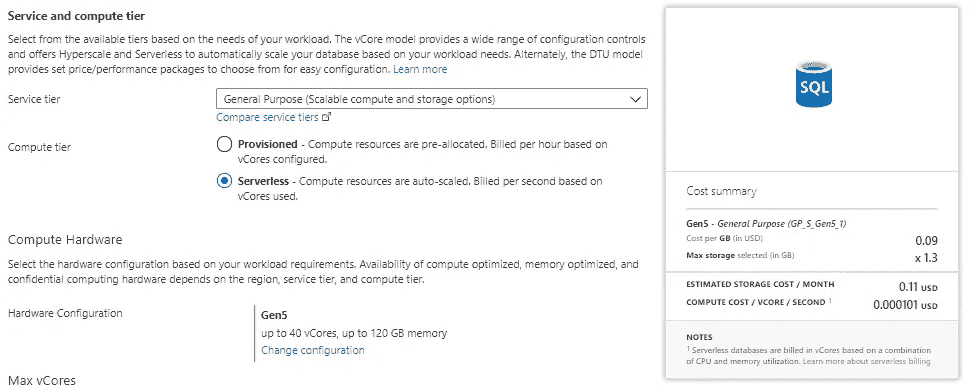 Service and compute tier
Select from the available tiers based on the needs of your workload. The vCore model provides a wide range of configuration controls
and offers Hyperscale and Serverless to automatically scale your database based on your workload needs. Alternately, the DTU model
provides set price/performance packages to choose from for easy configuration. Learn more
Service tier
General Purpose (Scalable compute and storage options)
Compare service tiers
Compute tier
Provisioned - Compute resources are pre-allocated. Billed per hour based on
vCores configured.
Serverless - Compute resources are auto-scaled. Billed per second based on
vCores used.
Compute Hardware
Select the hardware configuration based on your workload requirements. Availability of compute optimized, memory optimized, and
confidential computing hardware depends on the region, service tier, and compute tier.
Hardware Configuration
Gen5
up to 40 vCores, up to 120 GB memory
Change configuration
Max vCores
SQL
Cost summary
Gen5 - General Purpose (GP_S_Gen5_1)
Cost per GB (in USD) 0.09
Max storage selected (in GB) x 1.3
ESTIMATED STORAGE COST / MONTH 0.11 USD
COMPUTE COST / VCORE / SECOND 1 0.000101 USD
NOTES
1 Serverless databases are billed in vCores based on a combination
of CPU and memory utilization. Learn more about serverless billing